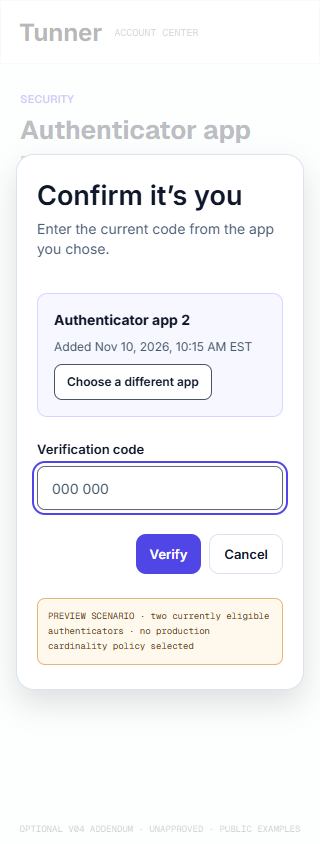 Tunner ACCOUNT CENTER
SECURITY
Authenticator app
Confirm it’s you
Enter the current code from the app
you chose.
Authenticator app 2
Added Nov 10, 2026, 10:15 AM EST
Choose a different app
Verification code
000 000
Verify Cancel
PREVIEW SCENARIO · two currently eligible
authenticators · no production
cardinality policy selected
OPTIONAL V04 ADDENDUM · UNAPPROVED · PUBLIC EXAMPLES